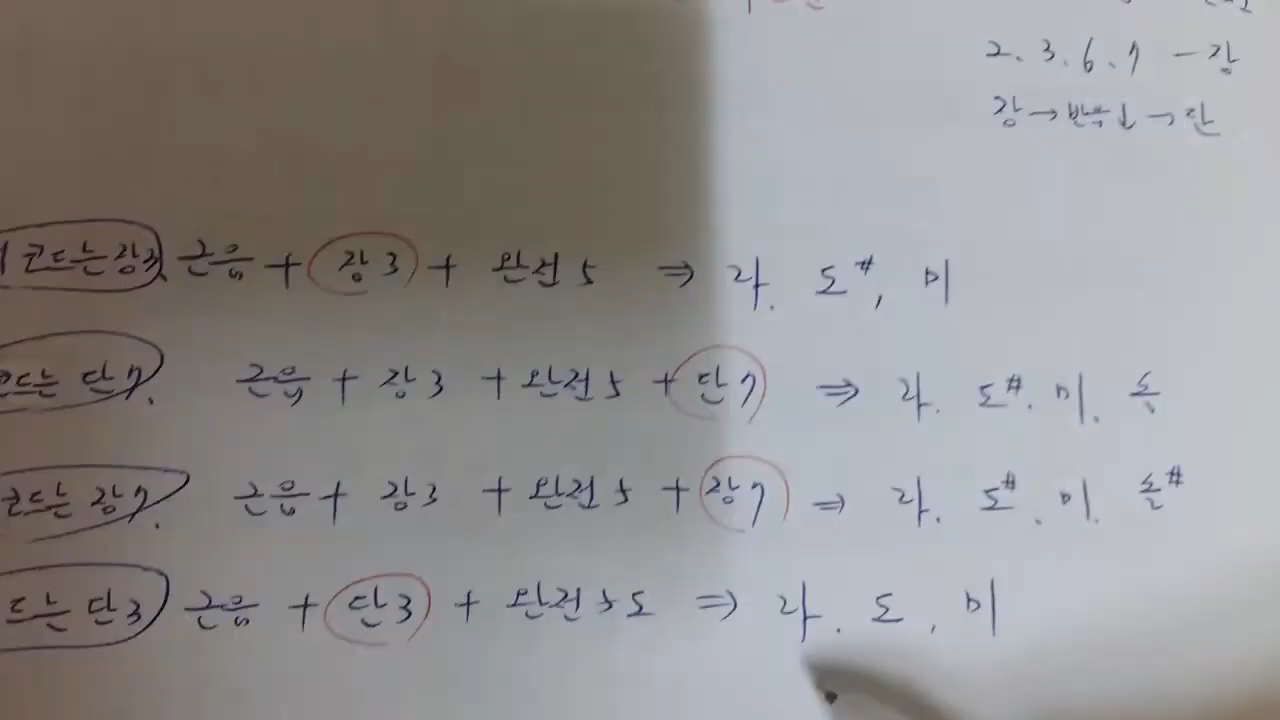 2. 3. 6. 7 - 장
장 → 반음↓ → 단
코드는 장3 근음 + 장3 + 완전5 ⇒ 라. 도#, 미
코드는 단7. 근음 + 장3 + 완전5 + 단7 ⇒ 라. 도#. 미. 솔
코드는 장7. 근음 + 장3 + 완전5 + 장7 ⇒ 라. 도#. 미. 솔#
드는 단3 근음 + 단3 + 완전5도 ⇒ 라. 도, 미